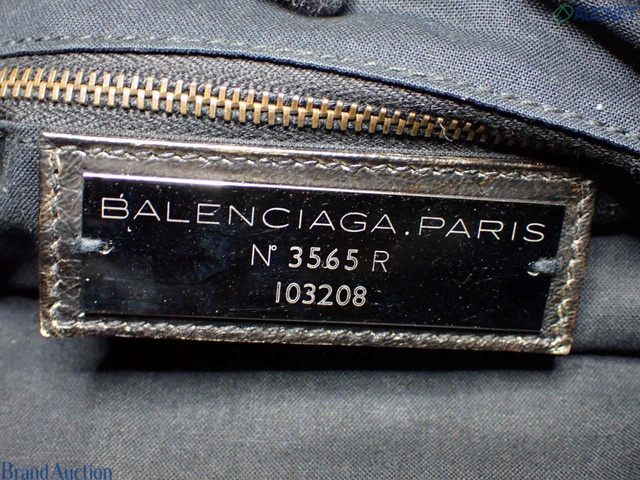 BALENCIAGA.PARIS
N° 3565 R
103208
Brand Auction